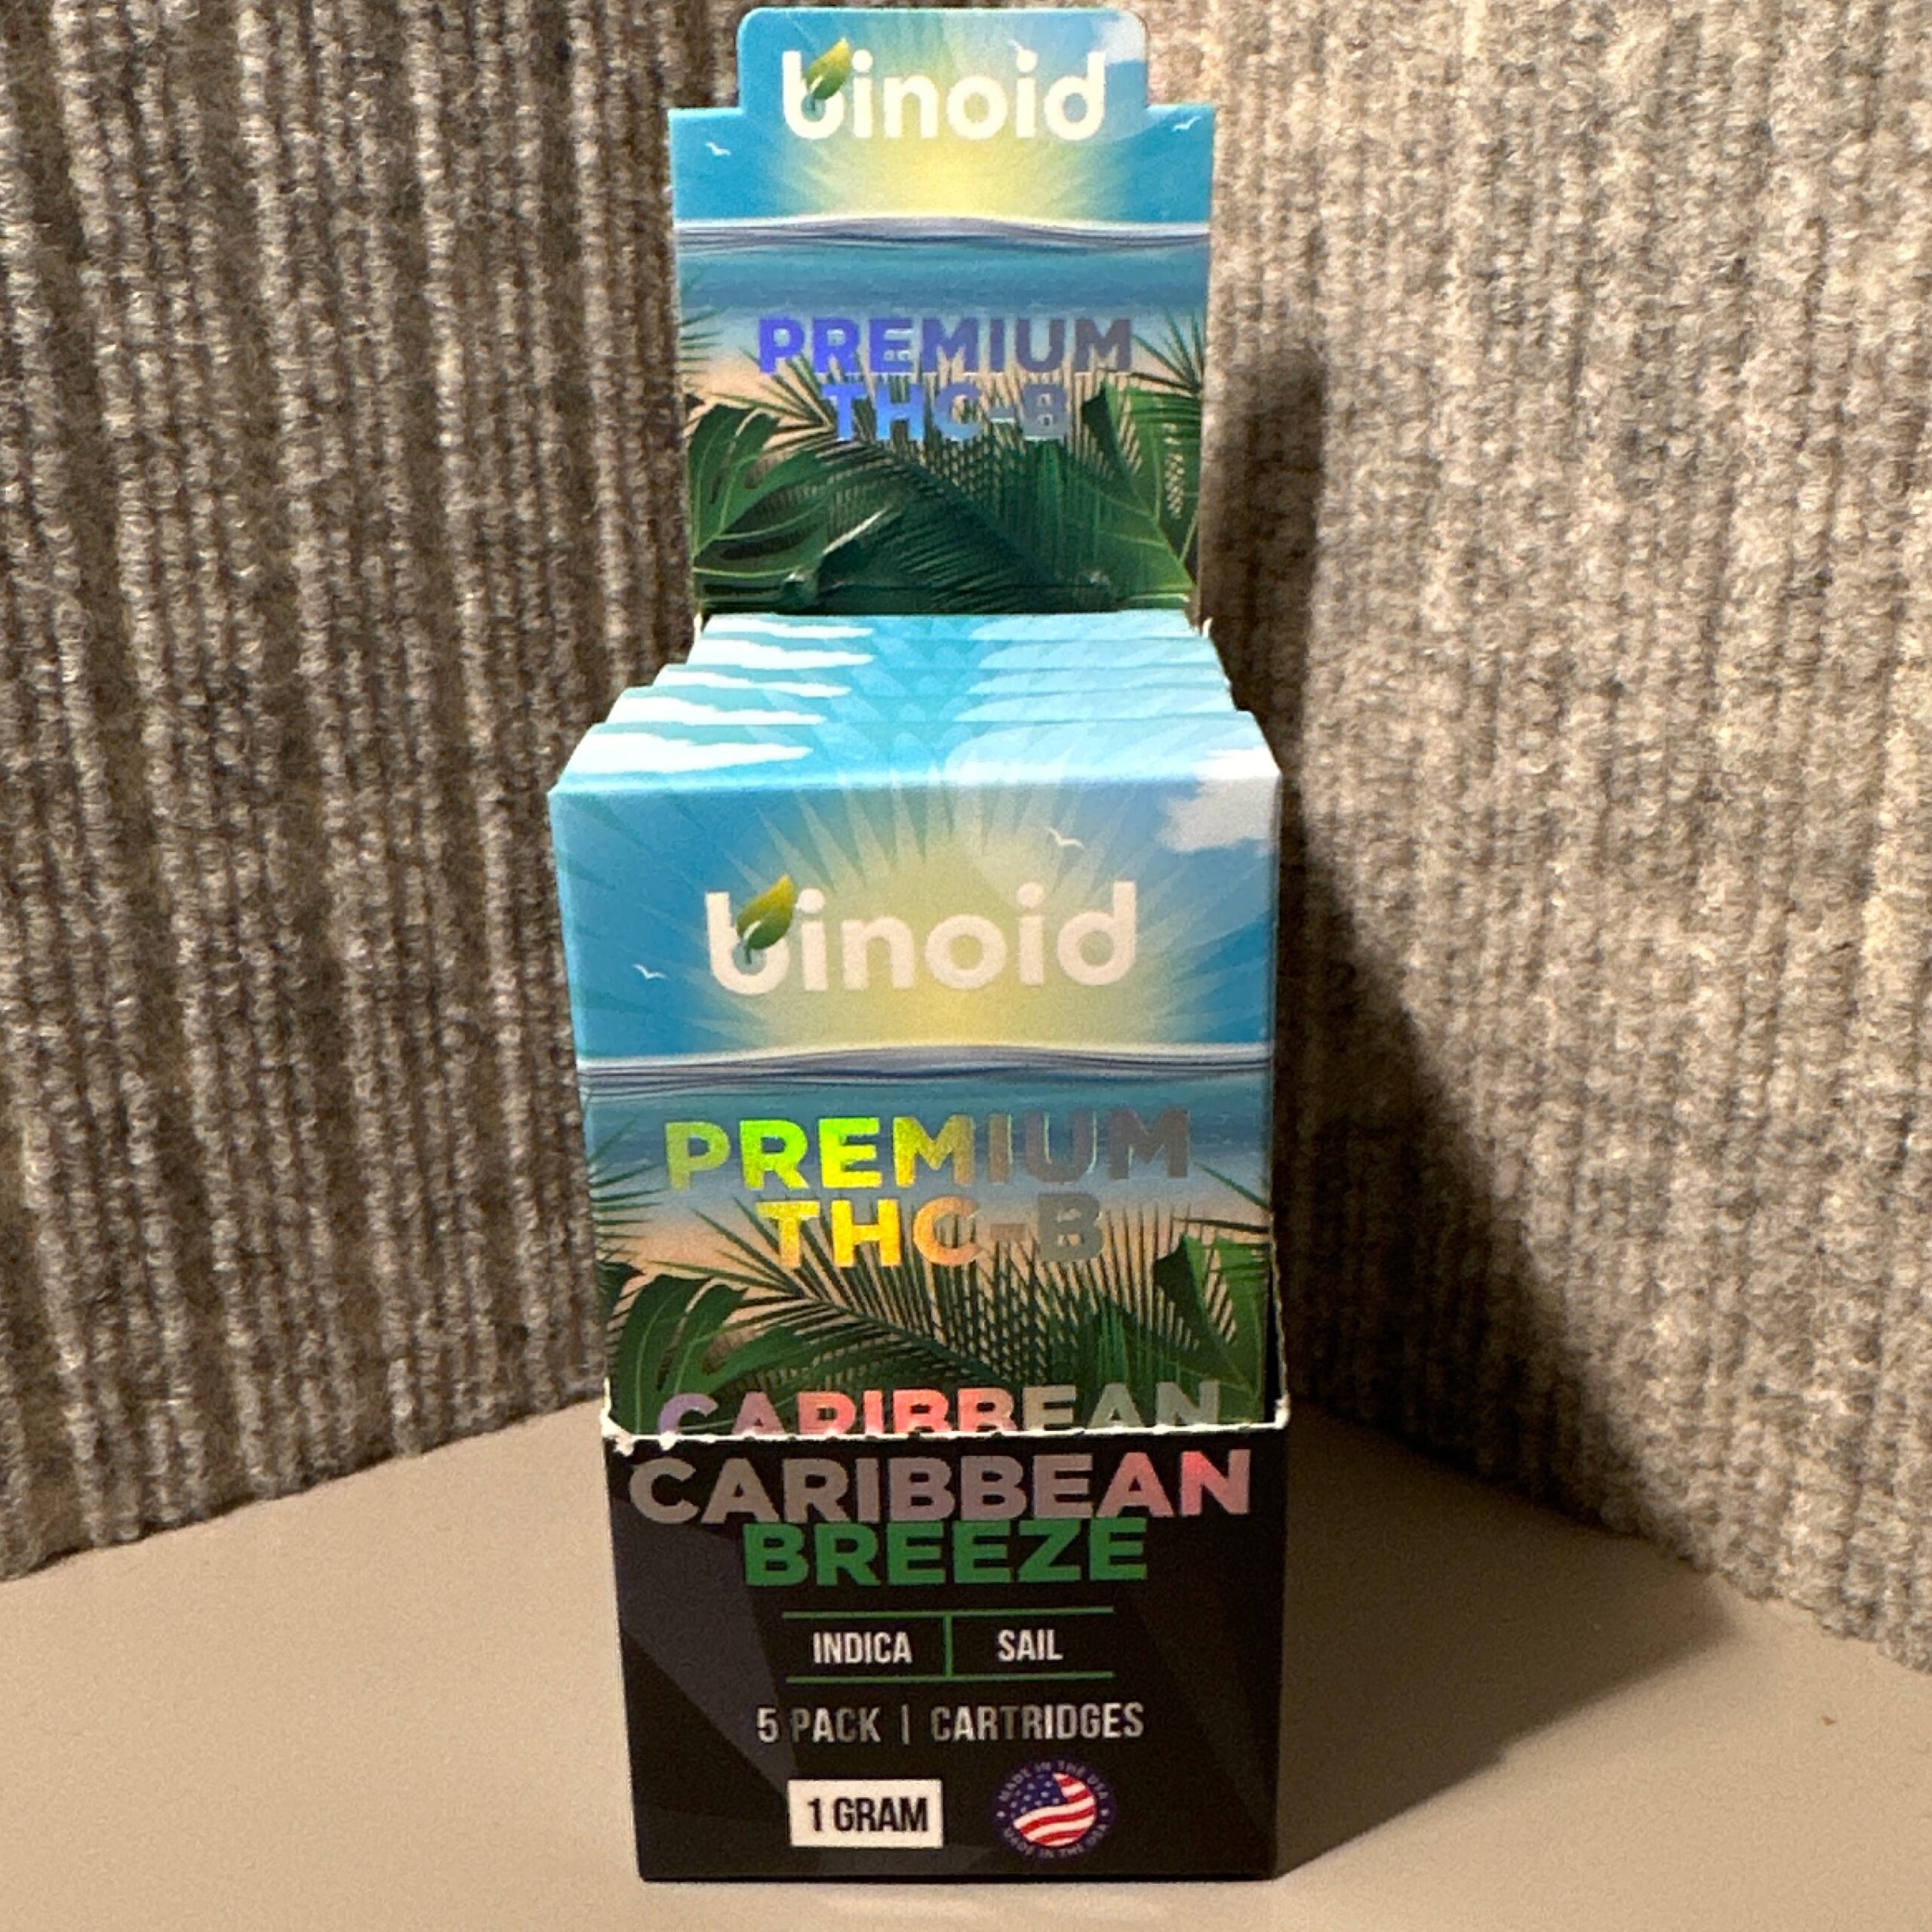 binoid
PREMIUM
THC-B
binoid
PREMIUM
THC-B
CARIBBEAN
CARIBBEAN
BREEZE
INDICA | SAIL
5 PACK | CARTRIDGES
1 GRAM
MADE IN THE USA
MADE IN THE USA